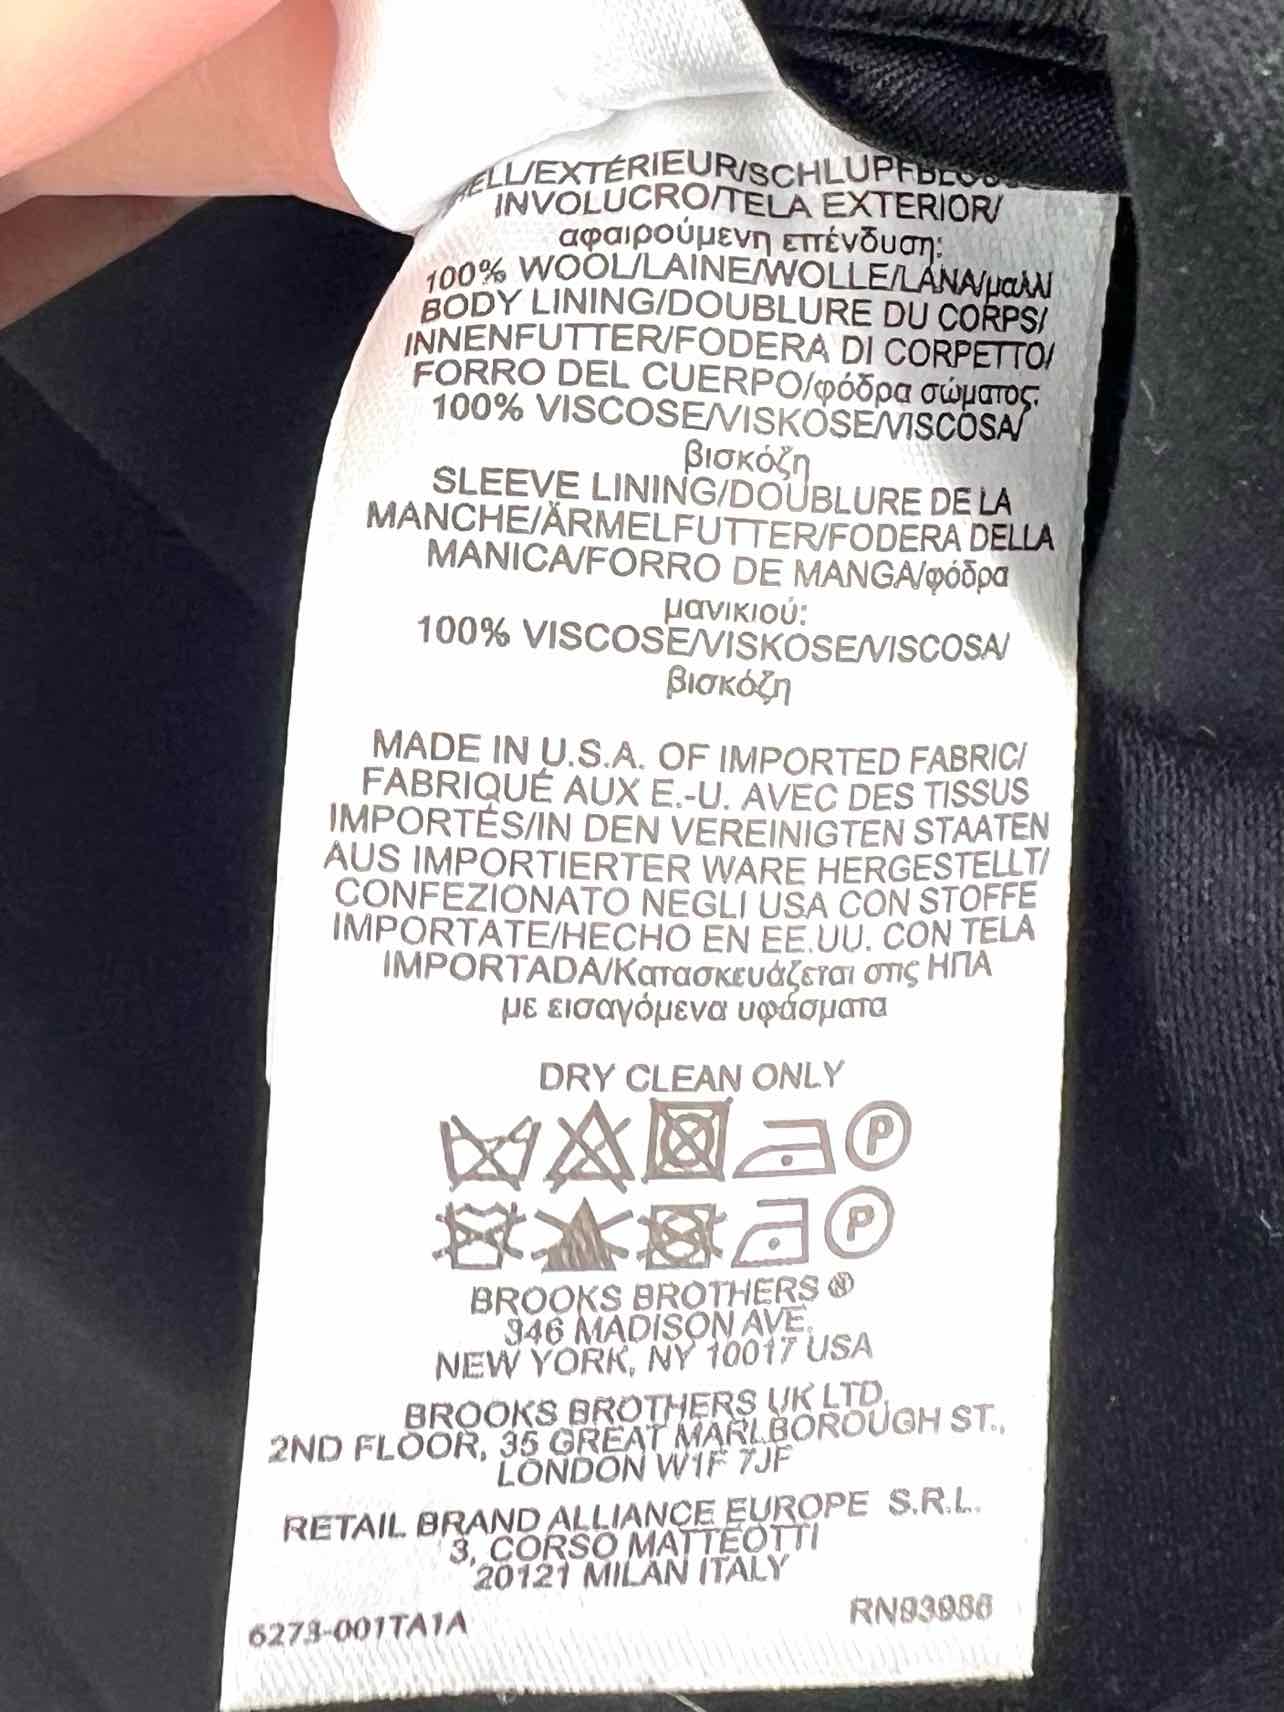 ELL/EXTÉRIEUR/
INVOLUCRO/TELA EXTERIOR/
αφαιρούμενη επένδυση:
100% WOOL/LAINE/WOLLE/LANA/μαλλί
BODY LINING/DOUBLURE DU CORPS/
INNENFUTTER/FODERA DI CORPETTO/
FORRO DEL CUERPO/φόδρα σώματος:
100% VISCOSE/VISKOSE/VISCOSA/
βισκόζη
SLEEVE LINING/DOUBLURE DE LA
MANCHE/ÄRMELFUTTER/FODERA DELLA
MANICA/FORRO DE MANGA/φόδρα
μανικιού:
100% VISCOSE/VISKOSE/VISCOSA/
βισκόζη
MADE IN U.S.A. OF IMPORTED FABRIC/
FABRIQUÉ AUX E.-U. AVEC DES TISSUS
IMPORTÉS/IN DEN VEREINIGTEN STAATEN
AUS IMPORTIERTER WARE HERGESTELLT/
CONFEZIONATO NEGLI USA CON STOFFE
IMPORTATE/HECHO EN EE.UU. CON TELA
IMPORTADA/Κατασκευάζεται στις ΗΠΑ
με εισαγόμενα υφάσματα
DRY CLEAN ONLY
P
P
BROOKS BROTHERS ®
346 MADISON AVE.
NEW YORK, NY 10017 USA
BROOKS BROTHERS UK LTD.
2ND FLOOR, 35 GREAT MARLBOROUGH ST.,
LONDON W1F 7JF
RETAIL BRAND ALLIANCE EUROPE S.R.L.
3, CORSO MATTEOTTI
20121 MILAN ITALY
6273-001TA1A
RN93986